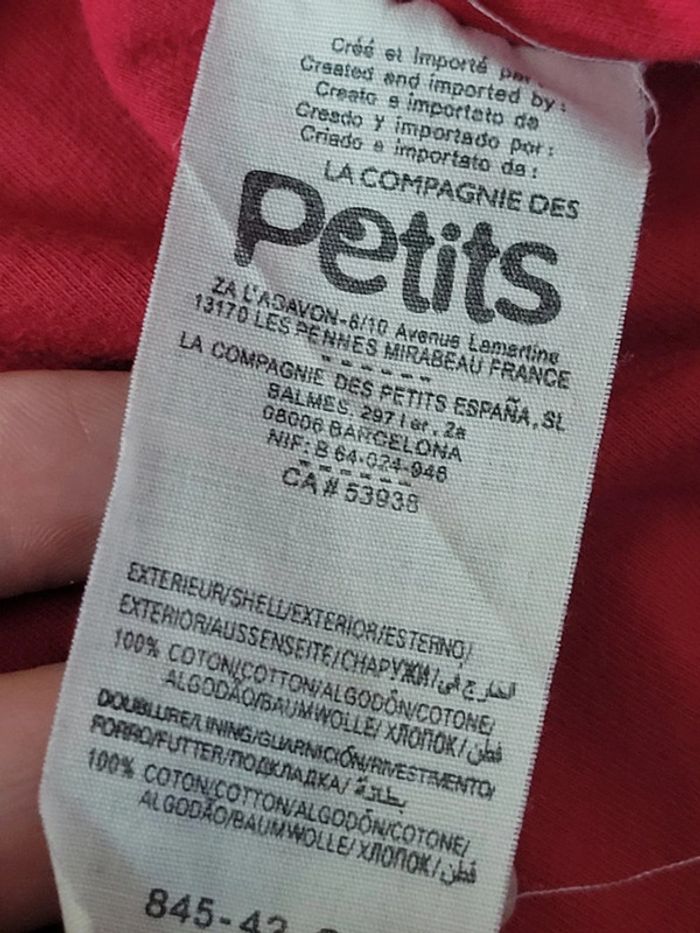 Créé et Importé par
Created and imported by:
Creato e importato da
Creado y importado por:
Criado e importato da:
LA COMPAGNIE DES
Petits
ZA L'AGAVON-6/10 Avenue Lamartine
13170 LES PENNES MIRABEAU FRANCE
LA COMPAGNIE DES PETITS ESPAÑA, SL
BALMES, 297 1er, 2a
08006 BARCELONA
NIF: B 64-024-946
CA # 53938
EXTERIEUR/SHELL/EXTERIOR/ESTERNO/
EXTERIOR/AUSSENSEITE/СНАРУЖИ/الخارج في
100% COTON/COTTON/ALGODÓN/COTONE/
ALGODÃO/BAUMWOLLE/ ХЛОПОК/ قطن
DOUBLURE/LINING/GUARNICIÓN/RIVESTIMENTO/
FORRO/FUTTER/ПОДКЛАДКА/ بطانة
100% COTON/COTTON/ALGODÓN/COTONE/
ALGODÃO/BAUMWOLLE/ ХЛОПОК/ قطن
845-42